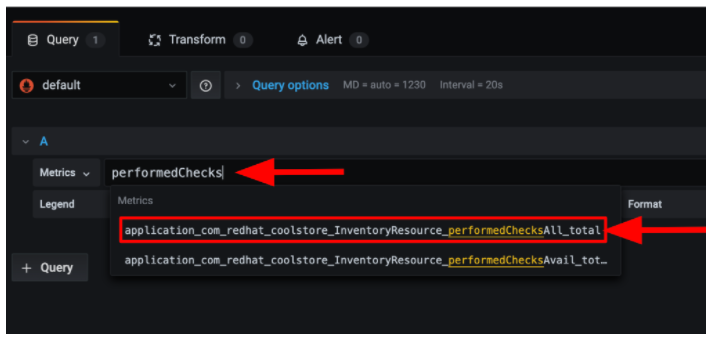 Query 1 Transform 0 Alert 0
default Query options MD = auto = 1230 Interval = 20s
A
Metrics performedChecks
Metrics
Legend Format
application_com_redhat_coolstore_InventoryResource_performedChecksAll_total
application_com_redhat_coolstore_InventoryResource_performedChecksAvail_tot…
+ Query